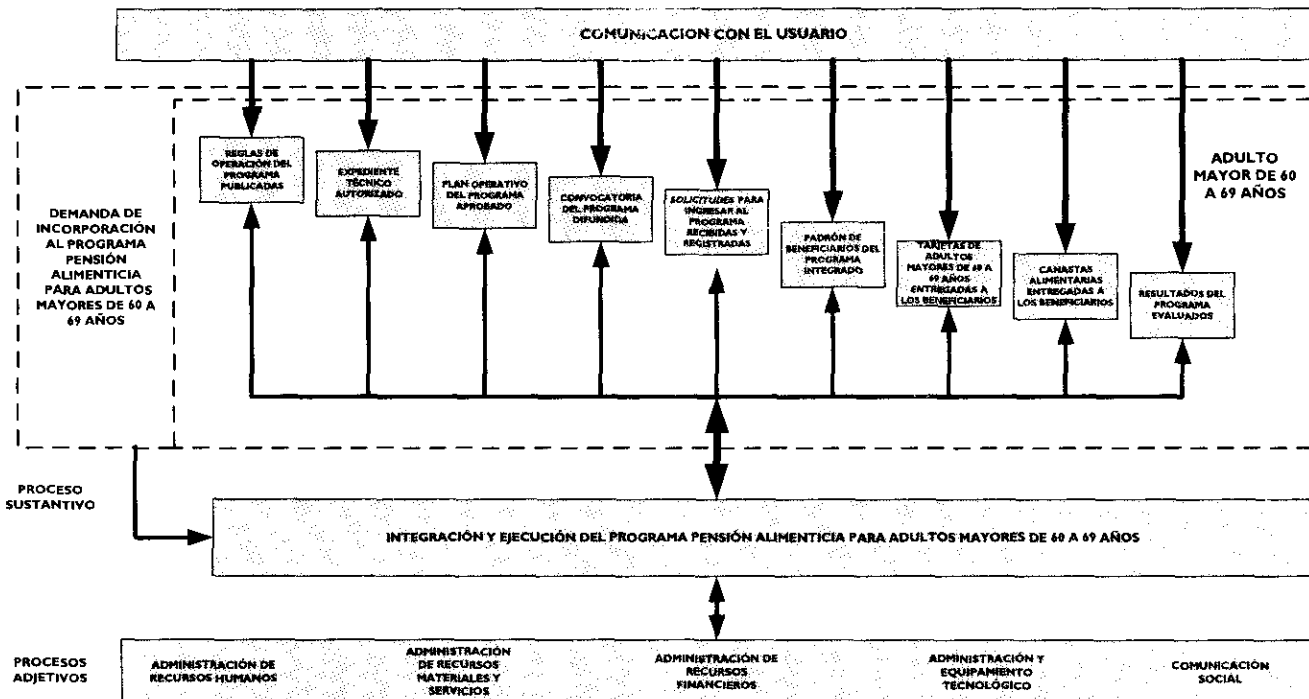 COMUNICACION CON EL USUARIO
DEMANDA DE
INCORPORACIÓN
AL PROGRAMA
PENSIÓN
ALIMENTICIA
PARA ADULTOS
MAYORES DE 60 A
69 AÑOS
REGLAS DE
OPERACIÓN DEL
PROGRAMA
PUBLICADAS
EXPEDIENTE
TÉCNICO
AUTORIZADO
PLAN OPERATIVO
DEL PROGRAMA
APROBADO
CONVOCATORIA
DEL PROGRAMA
DIFUNDIDA
SOLICITUDES PARA
INGRESAR AL
PROGRAMA
RECIBIDAS Y
REGISTRADAS
PADRÓN DE
BENEFICIARIOS DEL
PROGRAMA
INTEGRADO
TARJETAS DE
ADULTOS
MAYORES DE 60 A
69 AÑOS
ENTREGADAS A
LOS BENEFICIARIOS
CANASTAS
ALIMENTARIAS
ENTREGADAS A
LOS BENEFICIARIOS
RESULTADOS DEL
PROGRAMA
EVALUADOS
ADULTO
MAYOR DE 60
A 69 AÑOS
PROCESO
SUSTANTIVO
INTEGRACIÓN Y EJECUCIÓN DEL PROGRAMA PENSIÓN ALIMENTICIA PARA ADULTOS MAYORES DE 60 A 69 AÑOS
PROCESOS
ADJETIVOS
ADMINISTRACIÓN DE
RECURSOS HUMANOS
ADMINISTRACIÓN
DE RECURSOS
MATERIALES Y
SERVICIOS
ADMINISTRACIÓN DE
RECURSOS
FINANCIEROS
ADMINISTRACIÓN Y
EQUIPAMIENTO
TECNOLÓGICO
COMUNICACIÓN
SOCIAL